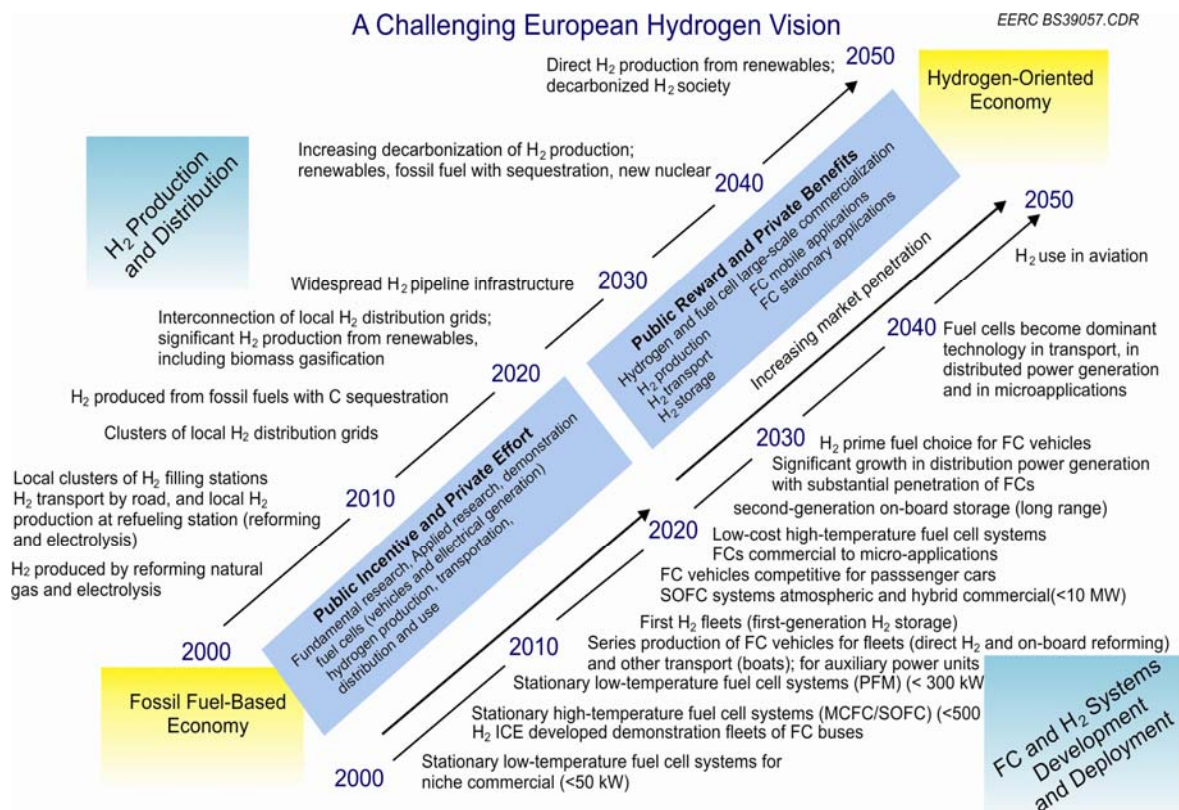 A Challenging European Hydrogen Vision
EERC BS39057.CDR
Direct H₂ production from renewables;
decarbonized H₂ society
2050
Hydrogen-Oriented
Economy
H₂ Production
and Distribution
Increasing decarbonization of H₂ production;
renewables, fossil fuel with sequestration, new nuclear
2040
Widespread H₂ pipeline infrastructure
2030
Interconnection of local H₂ distribution grids;
significant H₂ production from renewables,
including biomass gasification
2020
H₂ produced from fossil fuels with C sequestration
Clusters of local H₂ distribution grids
Local clusters of H₂ filling stations
H₂ transport by road, and local H₂
production at refueling station (reforming
and electrolysis)
2010
H₂ produced by reforming natural
gas and electrolysis
2000
Fossil Fuel-Based
Economy
Public Incentive and Private Effort
Fundamental research, Applied research, demonstration
fuel cells (vehicles and ellectrical generation)
hydrogen production, transportation,
distribution and use
Public Reward and Private Benefits
Hydrogen and fuel cell large-scale commercialization
H₂ production
FC mobile applications
H₂ transport
FC stationary applications
H₂ storage
Increasing market penetration
2050
H₂ use in aviation
2040
Fuel cells become dominant
technology in transport, in
distributed power generation
and in microapplications
2030
H₂ prime fuel choice for FC vehicles
Significant growth in distribution power generation
with substantial penetration of FCs
second-generation on-board storage (long range)
2020
Low-cost high-temperature fuel cell systems
FCs commercial to micro-applications
FC vehicles competitive for passsenger cars
SOFC systems atmospheric and hybrid commercial(<10 MW)
First H₂ fleets (first-generation H₂ storage)
2010
Series production of FC vehicles for fleets (direct H₂ and on-board reforming)
and other transport (boats); for auxiliary power units
Stationary low-temperature fuel cell systems (PFM) (< 300 kW
Stationary high-temperature fuel cell systems (MCFC/SOFC) (<500
H₂ ICE developed demonstration fleets of FC buses
2000
Stationary low-temperature fuel cell systems for
niche commercial (<50 kW)
FC and H₂ Systems
Development
and Deployment